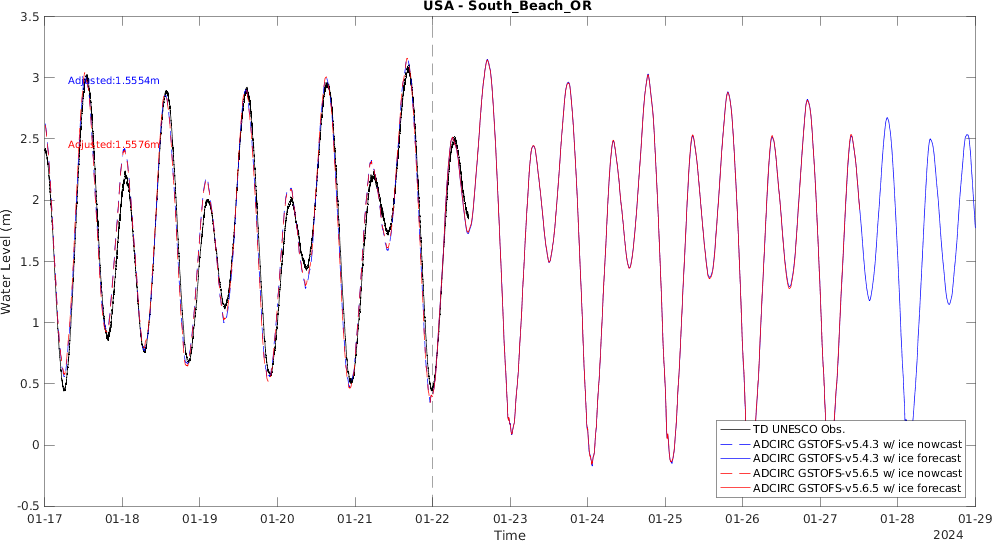 USA - South_Beach_OR
3.5
3
2.5
2
1.5
1
0.5
0
-0.5
Water Level (m)
Adjusted:1.5554m
Adjusted:1.5576m
TD UNESCO Obs.
ADCIRC GSTOFS-v5.4.3 w/ ice nowcast
ADCIRC GSTOFS-v5.4.3 w/ ice forecast
ADCIRC GSTOFS-v5.6.5 w/ ice nowcast
ADCIRC GSTOFS-v5.6.5 w/ ice forecast
01-17 01-18 01-19 01-20 01-21 01-22 01-23 01-24 01-25 01-26 01-27 01-28 01-29
Time
2024